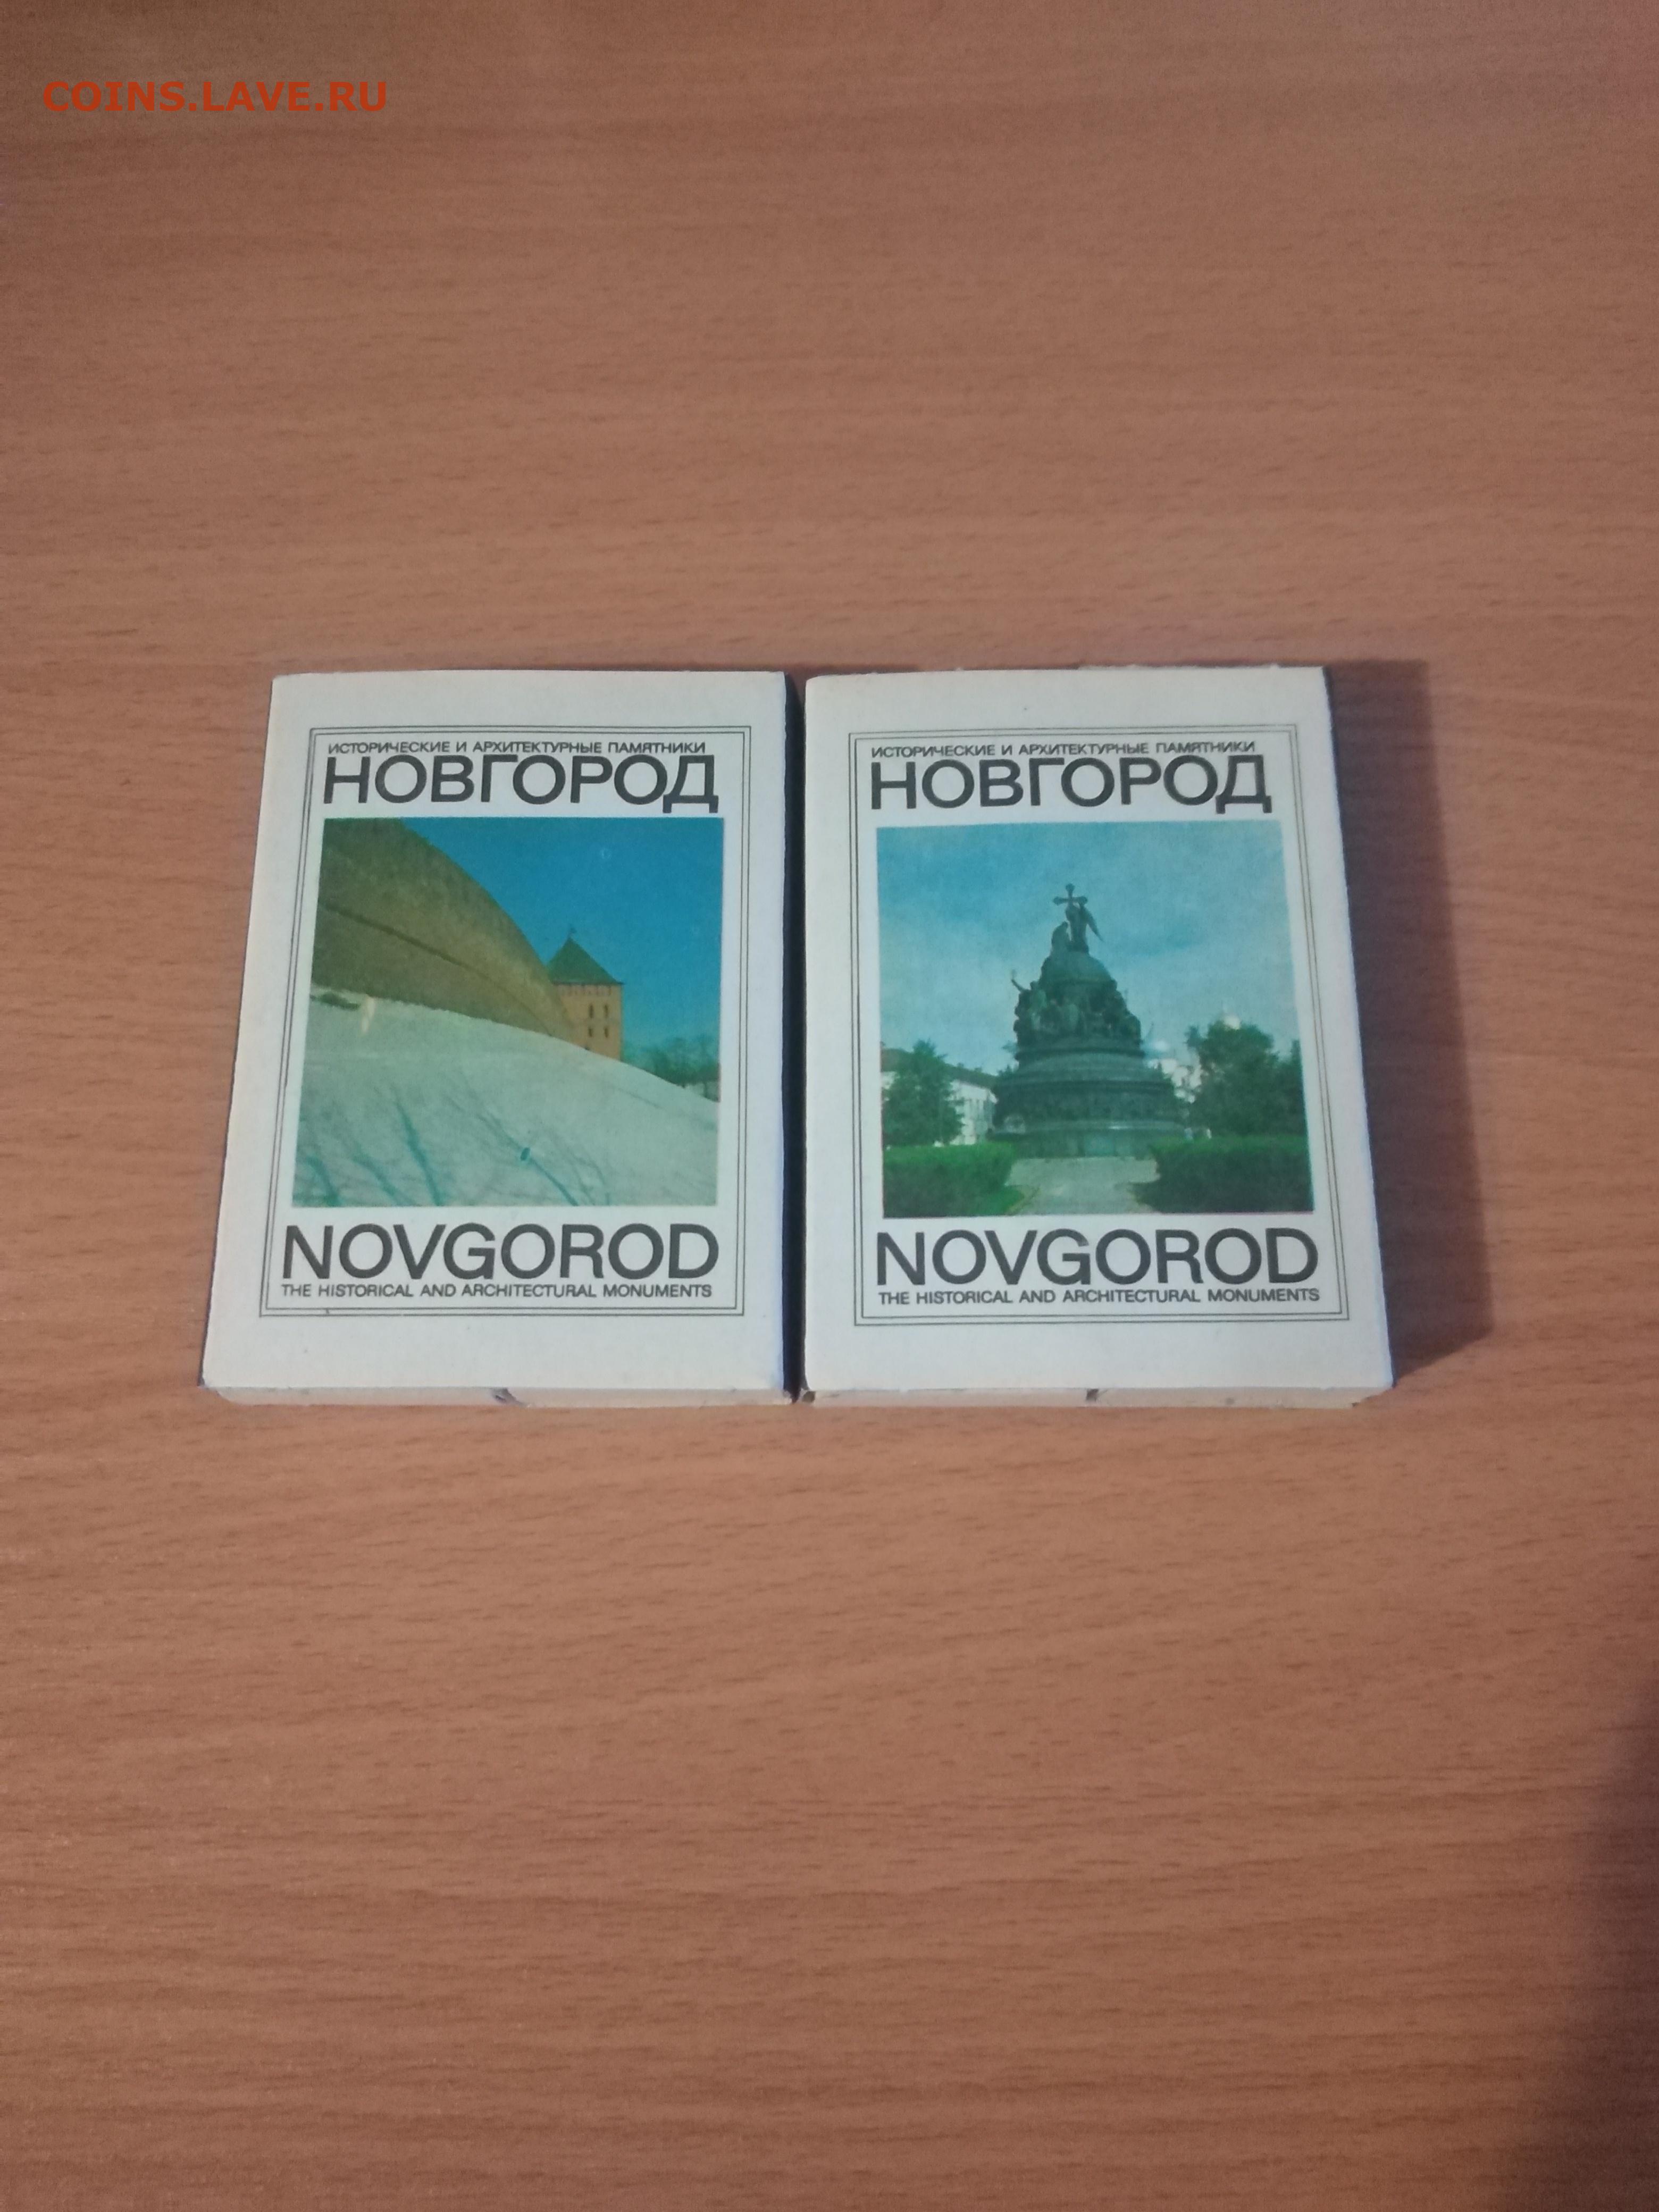 COINS.LAVE.RU
ИСТОРИЧЕСКИЕ И АРХИТЕКТУРНЫЕ ПАМЯТНИКИ
НОВГОРОД
NOVGOROD
THE HISTORICAL AND ARCHITECTURAL MONUMENTS
ИСТОРИЧЕСКИЕ И АРХИТЕКТУРНЫЕ ПАМЯТНИКИ
НОВГОРОД
NOVGOROD
THE HISTORICAL AND ARCHITECTURAL MONUMENTS